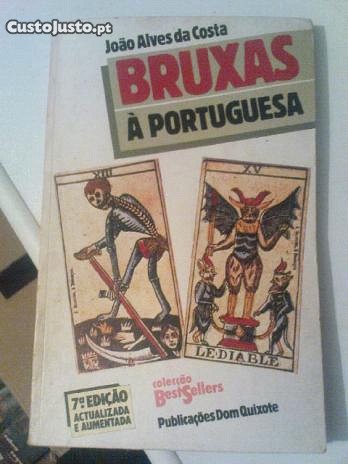 CustoJusto.pt
João Alves da Costa
BRUXAS
À PORTUGUESA
XIII
XV
LE·DIABLE
7ª EDIÇÃO
ACTUALIZADA
E AUMENTADA
colecção
BestSellers
Publicações Dom Quixote